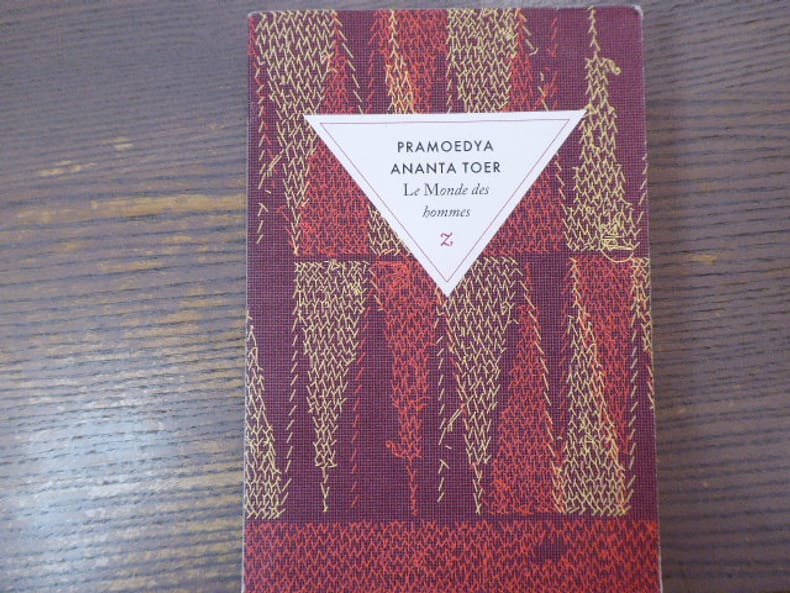 PRAMOEDYA
ANANTA TOER
Le Monde des
hommes
Z